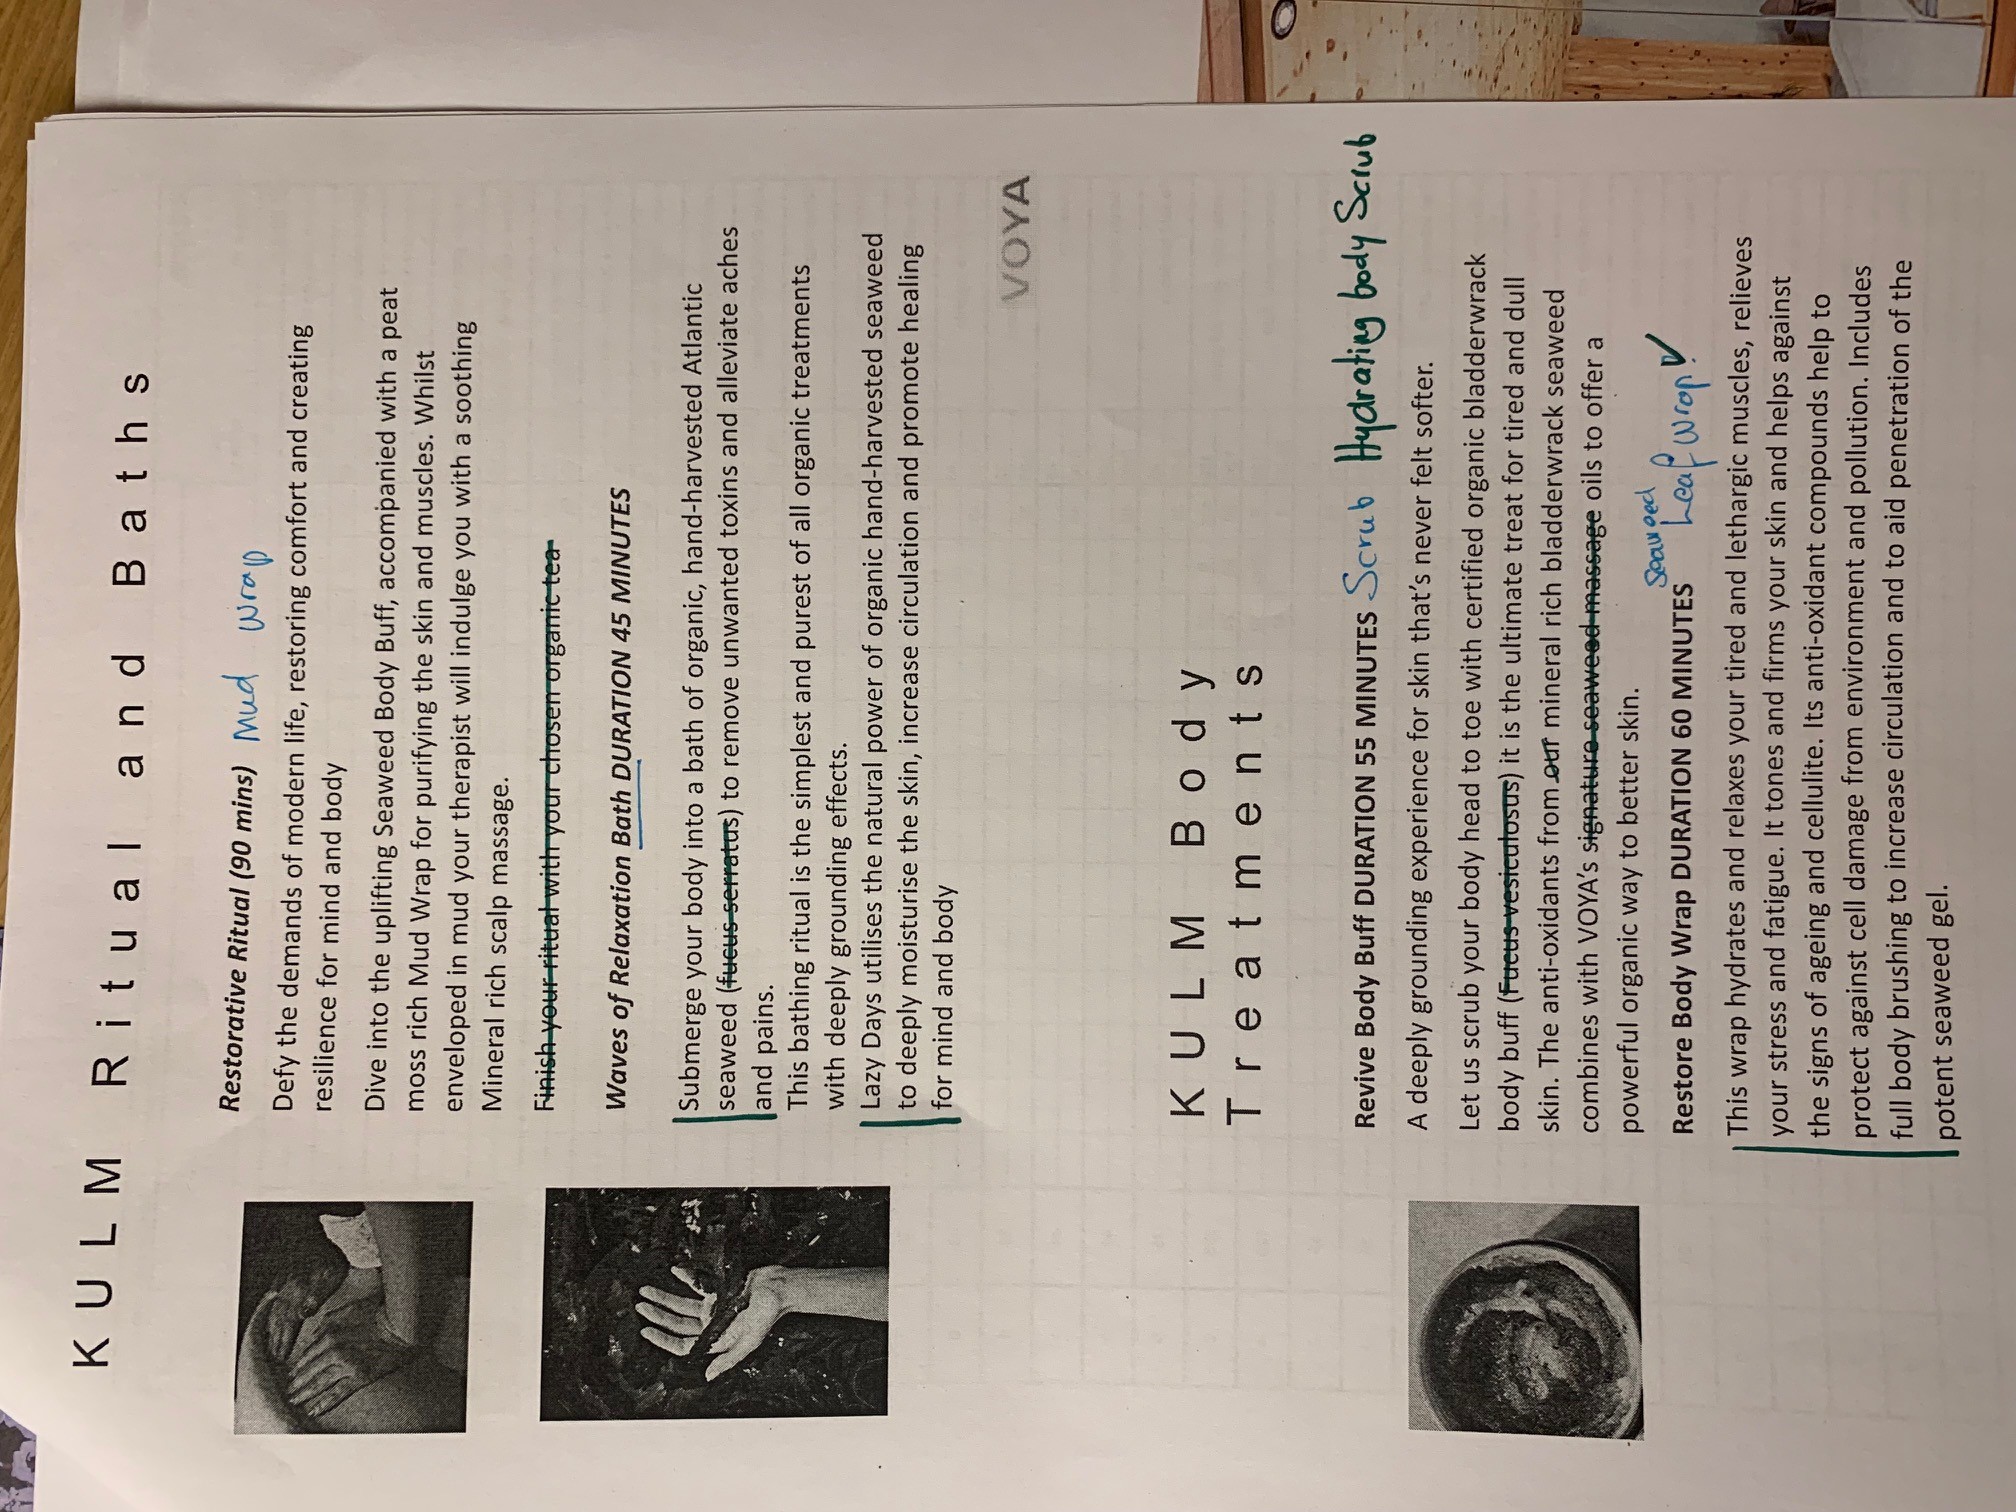 KULM Ritual and Baths
Restorative Ritual (90 mins) Mud Wrap
Defy the demands of modern life, restoring comfort and creating
resilience for mind and body
Dive into the uplifting Seaweed Body Buff, accompanied with a peat
moss rich Mud Wrap for purifying the skin and muscles. Whilst
enveloped in mud your therapist will indulge you with a soothing
Mineral rich scalp massage.
Finish your ritual with your chosen organic tea
Waves of Relaxation Bath DURATION 45 MINUTES
Submerge your body into a bath of organic, hand-harvested Atlantic
seaweed (fucus serratus) to remove unwanted toxins and alleviate aches
and pains.
This bathing ritual is the simplest and purest of all organic treatments
with deeply grounding effects.
Lazy Days utilises the natural power of organic hand-harvested seaweed
to deeply moisturise the skin, increase circulation and promote healing
for mind and body
VOYA
KULM Body
Treatments
Revive Body Buff DURATION 55 MINUTES Scrub Hydrating body Scrub
A deeply grounding experience for skin that's never felt softer.
Let us scrub your body head to toe with certified organic bladderwrack
body buff (Fucus vesiculosus) it is the ultimate treat for tired and dull
skin. The anti-oxidants from our mineral rich bladderwrack seaweed
combines with VOYA's signature seaweed massage oils to offer a
powerful organic way to better skin.
Seaweed
Restore Body Wrap DURATION 60 MINUTES Leaf Wrap!
This wrap hydrates and relaxes your tired and lethargic muscles, relieves
your stress and fatigue. It tones and firms your skin and helps against
the signs of ageing and cellulite. Its anti-oxidant compounds help to
protect against cell damage from environment and pollution. Includes
full body brushing to increase circulation and to aid penetration of the
potent seaweed gel.